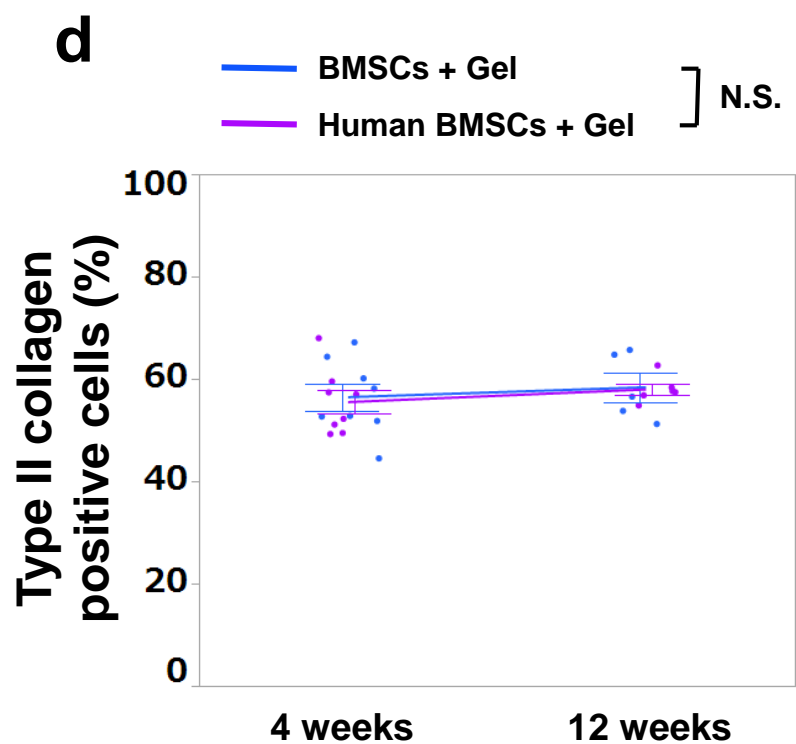 d
BMSCs + Gel
Human BMSCs + Gel
N.S.
Type II collagen
positive cells (%)
100
80
60
40
20
0
4 weeks
12 weeks